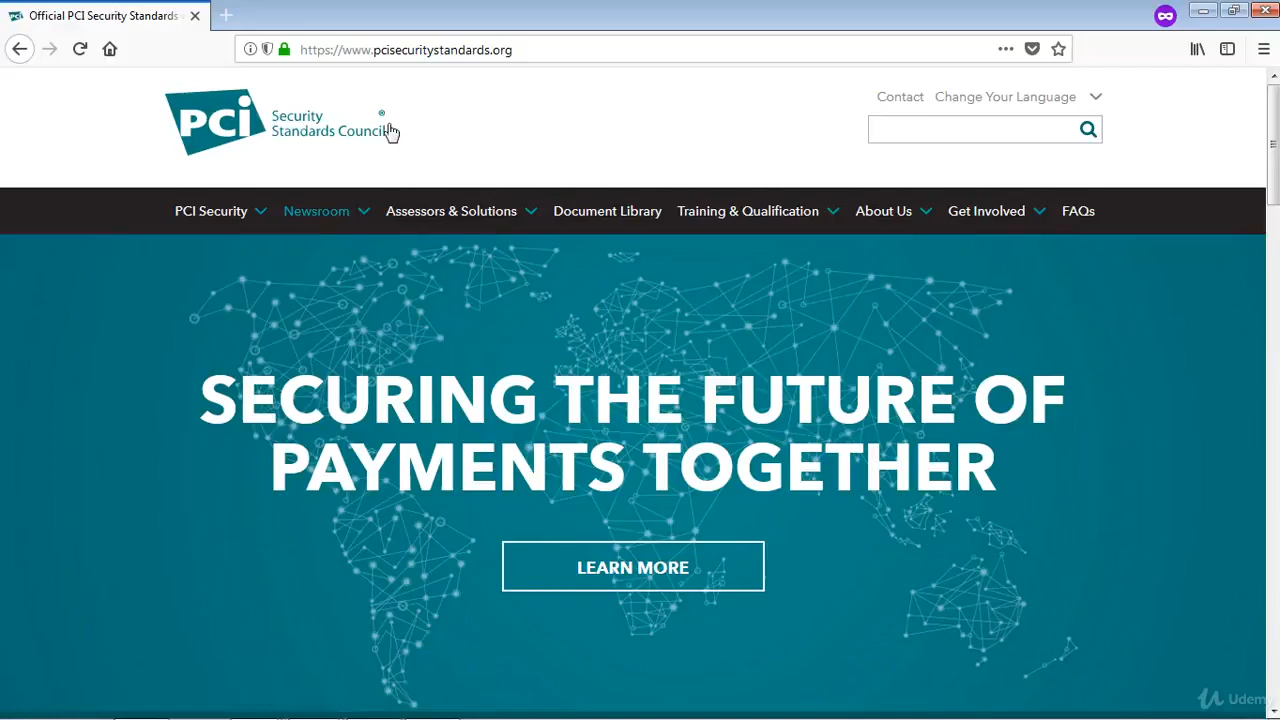 Official PCI Security Standards
https://www.pcisecuritystandards.org
PCi Security
Standards Council
®
Contact Change Your Language
PCI Security Newsroom Assessors & Solutions Document Library Training & Qualification About Us Get Involved FAQs
SECURING THE FUTURE OF
PAYMENTS TOGETHER
LEARN MORE
Udemy